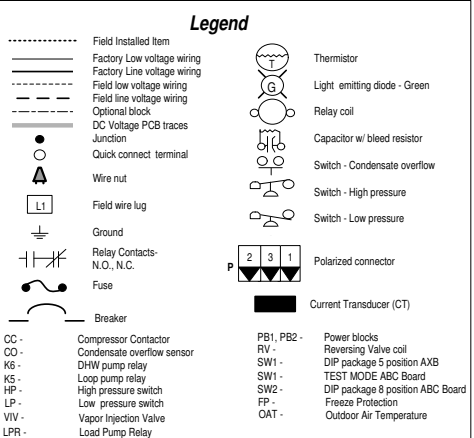 Legend
Field Installed Item
Factory Low voltage wiring
Factory Line voltage wiring
Field low voltage wiring
Field line voltage wiring
Optional block
DC Voltage PCB traces
Junction
Quick connect terminal
Wire nut
L1 Field wire lug
Ground
Relay Contacts-
N.O., N.C.
Fuse
Breaker
T Thermistor
G Light emitting diode - Green
Relay coil
Capacitor w/ bleed resistor
Switch - Condensate overflow
Switch - High pressure
Switch - Low pressure
P 2 3 1 Polarized connector
Current Transducer (CT)
CC - Compressor Contactor
CO - Condensate overflow sensor
K6 - DHW pump relay
K5 - Loop pump relay
HP - High pressure switch
LP - Low pressure switch
VIV - Vapor Injection Valve
LPR - Load Pump Relay
PB1, PB2 - Power blocks
RV - Reversing Valve coil
SW1 - DIP package 5 position AXB
SW1 - TEST MODE ABC Board
SW2 - DIP package 8 position ABC Board
FP - Freeze Protection
OAT - Outdoor Air Temperature